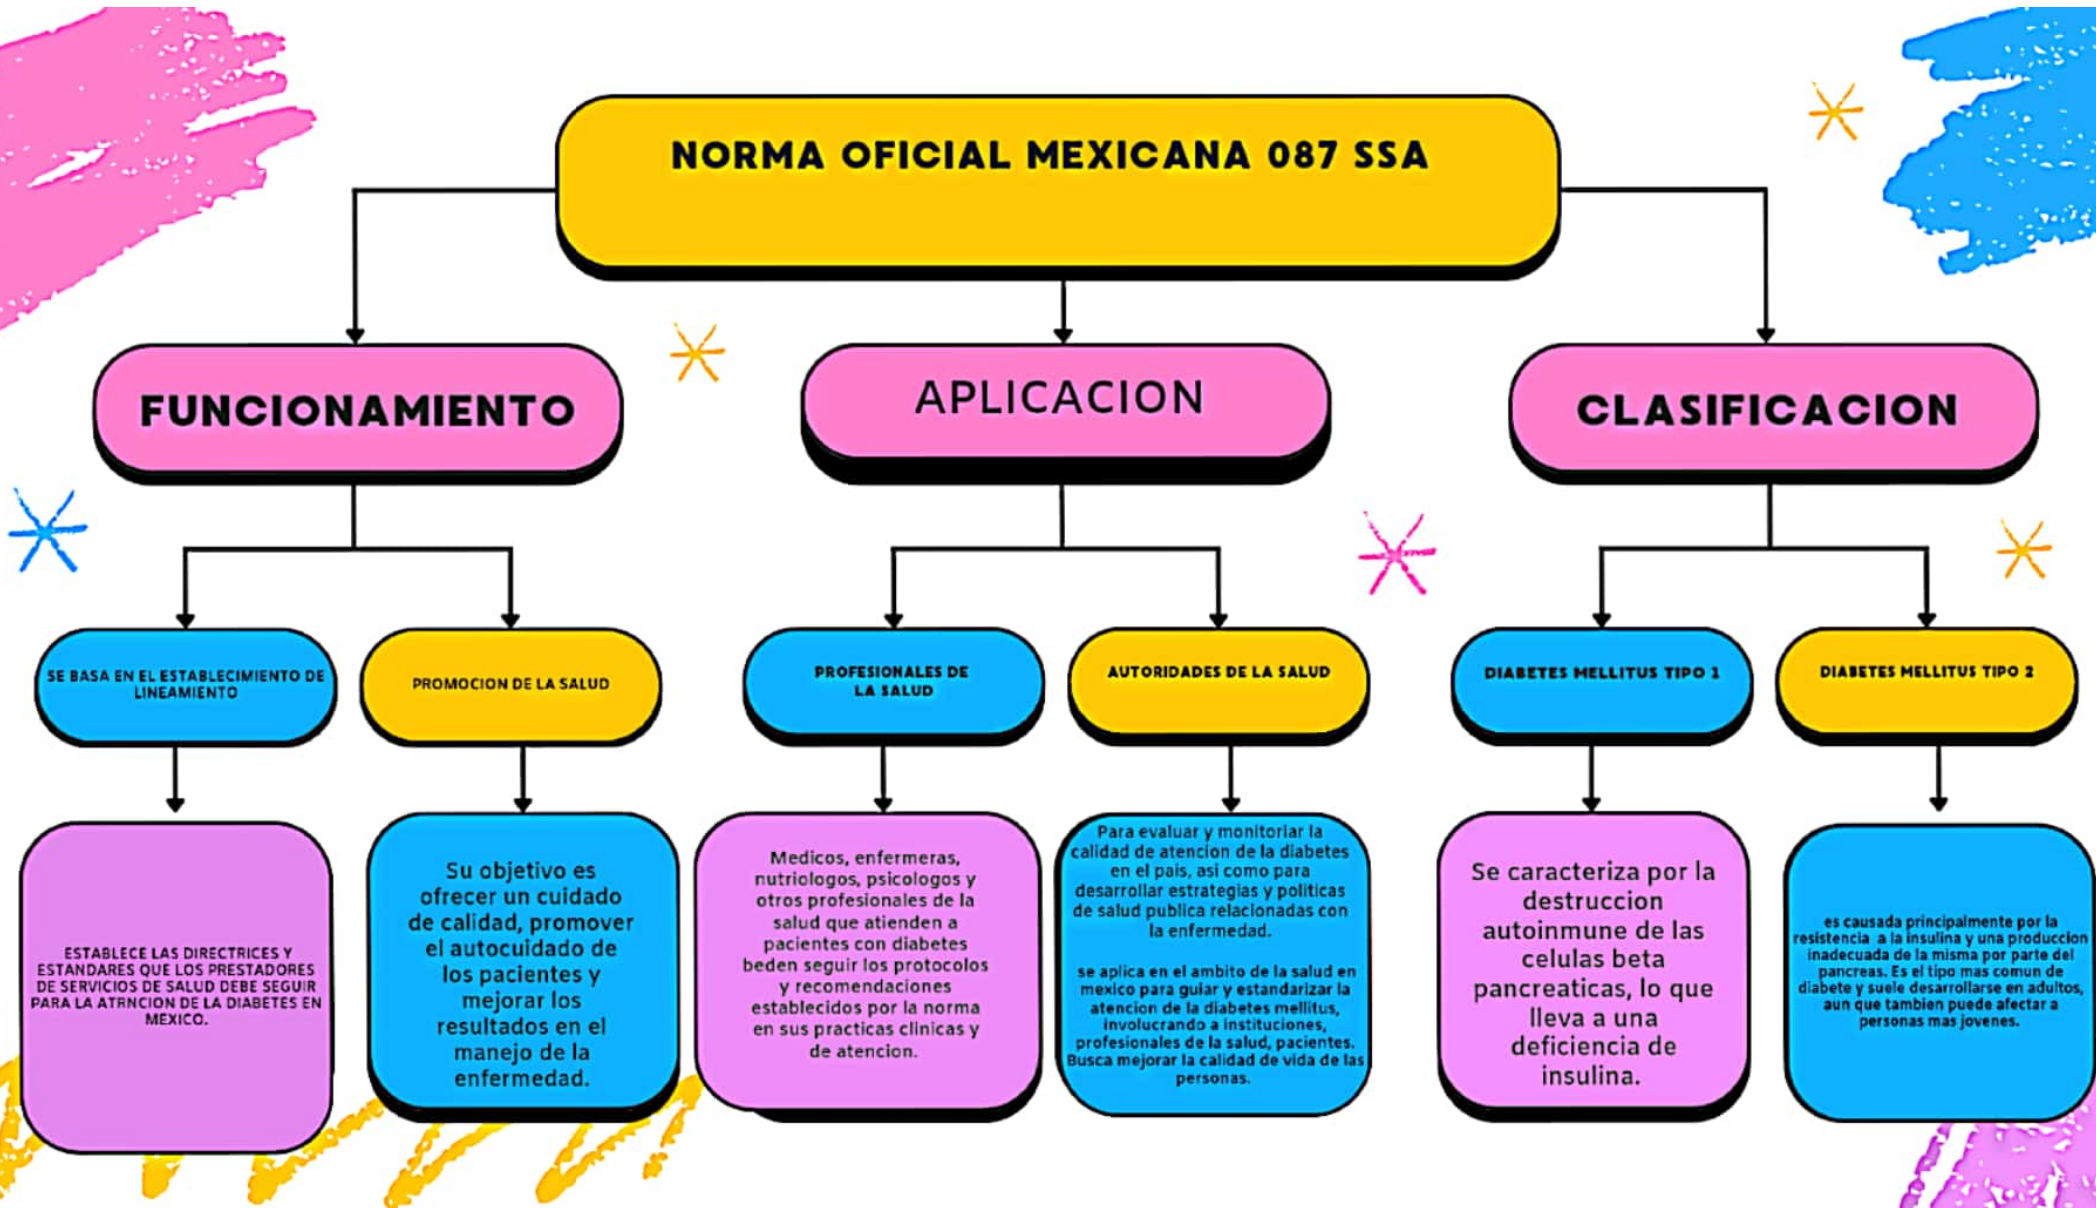 NORMA OFICIAL MEXICANA 087 SSA
FUNCIONAMIENTO
APLICACION
CLASIFICACION
SE BASA EN EL ESTABLECIMIENTO DE
LINEAMIENTO
PROMOCION DE LA SALUD
PROFESIONALES DE
LA SALUD
AUTORIDADES DE LA SALUD
DIABETES MELLITUS TIPO 1
DIABETES MELLITUS TIPO 2
ESTABLECE LAS DIRECTRICES Y
ESTANDARES QUE LOS PRESTADORES
DE SERVICIOS DE SALUD DEBE SEGUIR
PARA LA ATRNCION DE LA DIABETES EN
MEXICO.
Su objetivo es
ofrecer un cuidado
de calidad, promover
el autocuidado de
los pacientes y
mejorar los
resultados en el
manejo de la
enfermedad.
Medicos, enfermeras,
nutriologos, psicologos y
otros profesionales de la
salud que atienden a
pacientes con diabetes
beden seguir los protocolos
y recomendaciones
establecidos por la norma
en sus practicas clinicas y
de atencion.
Para evaluar y monitoriar la
calidad de atencion de la diabetes
en el pais, asi como para
desarrollar estrategias y politicas
de salud publica relacionadas con
la enfermedad.
se aplica en el ambito de la salud en
mexico para guiar y estandarizar la
atencion de la diabetes mellitus,
involucrando a instituciones,
profesionales de la salud, pacientes.
Busca mejorar la calidad de vida de las
personas.
Se caracteriza por la
destruccion
autoinmune de las
celulas beta
pancreaticas, lo que
lleva a una
deficiencia de
insulina.
es causada principalmente por la
resistencia a la insulina y una produccion
inadecuada de la misma por parte del
pancreas. Es el tipo mas comun de
diabete y suele desarrollarse en adultos,
aun que tambien puede afectar a
personas mas jovenes.